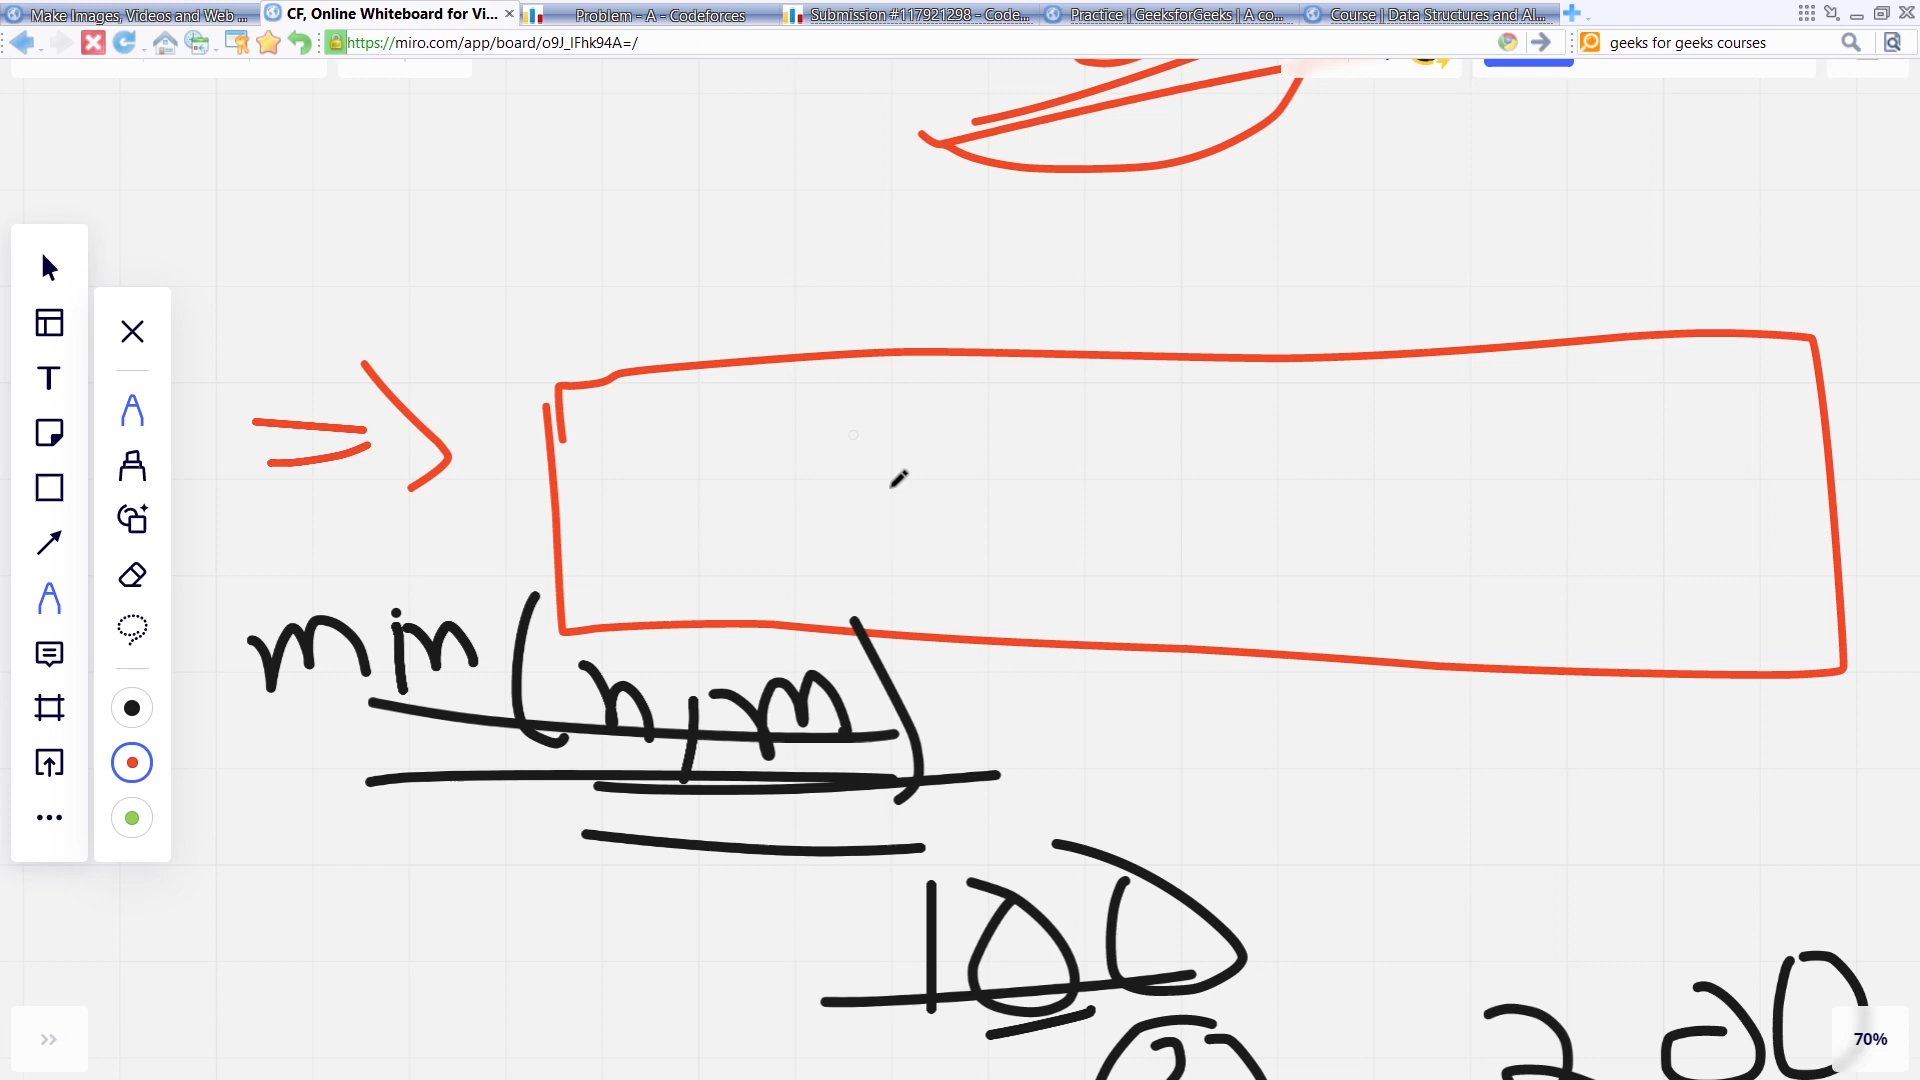 Make Images, Videos and Web ...
CF, Online Whiteboard for Vi...
Problem - A - Codeforces
Submission #117921298 - Code...
Practice | GeeksforGeeks | A co...
Course | Data Structures and Al...
https://miro.com/app/board/o9J_lFhk94A=/
geeks for geeks courses
T
min(n,m)
100
70%